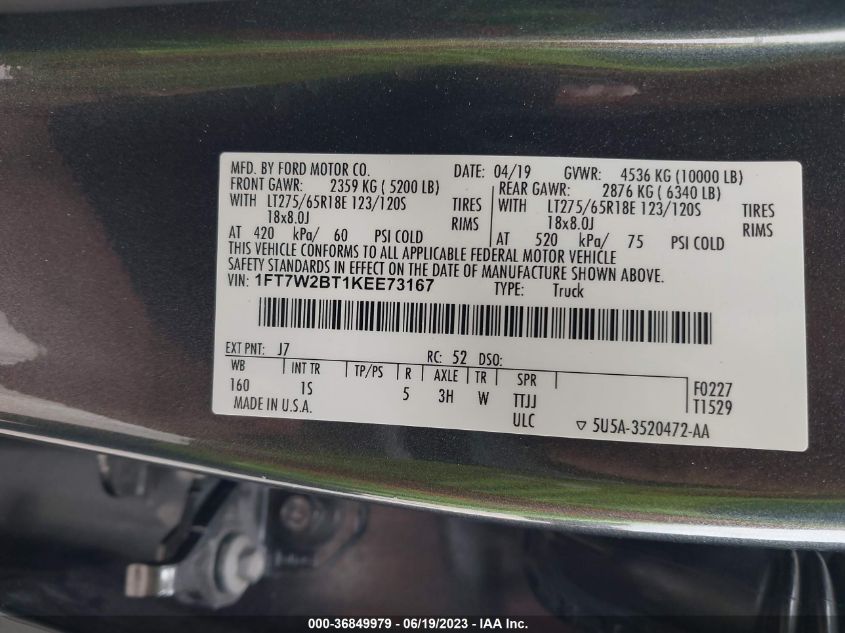 MFD. BY FORD MOTOR CO. DATE: 04/19 GVWR: 4536 KG (10000 LB)
FRONT GAWR: 2359 KG ( 5200 LB) REAR GAWR: 2876 KG ( 6340 LB)
WITH LT275/65R18E 123/120S TIRES WITH LT275/65R18E 123/120S TIRES
18x8.0J RIMS 18x8.0J RIMS
AT 420 kPa/ 60 PSI COLD AT 520 kPa/ 75 PSI COLD
THIS VEHICLE CONFORMS TO ALL APPLICABLE FEDERAL MOTOR VEHICLE
SAFETY STANDARDS IN EFFECT ON THE DATE OF MANUFACTURE SHOWN ABOVE.
VIN: 1FT7W2BT1KEE73167 TYPE: Truck
EXT PNT: J7 RC: 52 DSO:
WB INT TR TP/PS R AXLE TR SPR F0227
160 1S 5 3H W TTJJ T1529
MADE IN U.S.A. ULC ▽ 5U5A-3520472-AA
000-36849979 - 06/19/2023 - IAA Inc.